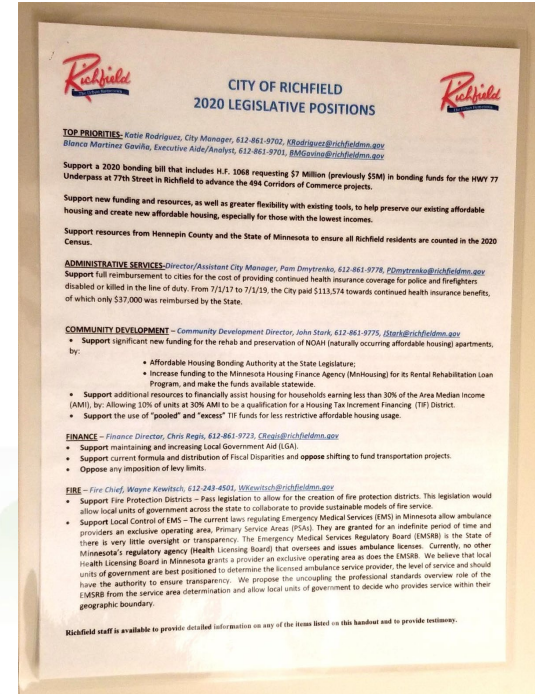 Richfield
Richfield
CITY OF RICHFIELD
2020 LEGISLATIVE POSITIONS
TOP PRIORITIES- Katie Rodriguez, City Manager, 612-861-9702, KRodriguez@richfieldmn.gov
Blanca Martinez Gaviña, Executive Aide/Analyst, 612-861-9701, BMGavina@richfieldmn.gov
Support a 2020 bonding bill that includes H.F. 1068 requesting $7 Million (previously $5M) in bonding funds for the HWY 77
Underpass at 77th Street in Richfield to advance the 494 Corridors of Commerce projects.
Support new funding and resources, as well as greater flexibility with existing tools, to help preserve our existing affordable
housing and create new affordable housing, especially for those with the lowest incomes.
Support resources from Hennepin County and the State of Minnesota to ensure all Richfield residents are counted in the 2020
Census.
ADMINISTRATIVE SERVICES-Director/Assistant City Manager, Pam Dmytrenko, 612-861-9778, PDmytrenko@richfieldmn.gov
Support full reimbursement to cities for the cost of providing continued health insurance coverage for police and firefighters
disabled or killed in the line of duty. From 7/1/17 to 7/1/19, the City paid $113,574 towards continued health insurance benefits,
of which only $37,000 was reimbursed by the State.
COMMUNITY DEVELOPMENT – Community Development Director, John Stark, 612-861-9775, JStark@richfieldmn.gov
• Support significant new funding for the rehab and preservation of NOAH (naturally occurring affordable housing) apartments,
by:
• Affordable Housing Bonding Authority at the State Legislature;
• Increase funding to the Minnesota Housing Finance Agency (MnHousing) for its Rental Rehabilitation Loan
Program, and make the funds available statewide.
• Support additional resources to financially assist housing for households earning less than 30% of the Area Median Income
(AMI), by: Allowing 10% of units at 30% AMI to be a qualification for a Housing Tax Increment Financing (TIF) District.
• Support the use of "pooled" and "excess" TIF funds for less restrictive affordable housing usage.
FINANCE – Finance Director, Chris Regis, 612-861-9723, CRegis@richfieldmn.gov
• Support maintaining and increasing Local Government Aid (LGA).
• Support current formula and distribution of Fiscal Disparities and oppose shifting to fund transportation projects.
• Oppose any imposition of levy limits.
FIRE – Fire Chief, Wayne Kewitsch, 612-243-4501, WKewitsch@richfieldmn.gov
• Support Fire Protection Districts – Pass legislation to allow for the creation of fire protection districts. This legislation would
allow local units of government across the state to collaborate to provide sustainable models of fire service.
• Support Local Control of EMS – The current laws regulating Emergency Medical Services (EMS) in Minnesota allow ambulance
providers an exclusive operating area, Primary Service Areas (PSAs). They are granted for an indefinite period of time and
there is very little oversight or transparency. The Emergency Medical Services Regulatory Board (EMSRB) is the State of
Minnesota's regulatory agency (Health Licensing Board) that oversees and issues ambulance licenses. Currently, no other
Health Licensing Board in Minnesota grants a provider an exclusive operating area as does the EMSRB. We believe that local
units of government are best positioned to determine the licensed ambulance service provider, the level of service and should
have the authority to ensure transparency. We propose the uncoupling the professional standards overview role of the
EMSRB from the service area determination and allow local units of government to decide who provides service within their
geographic boundary.
Richfield staff is available to provide detailed information on any of the items listed on this handout and to provide testimony.